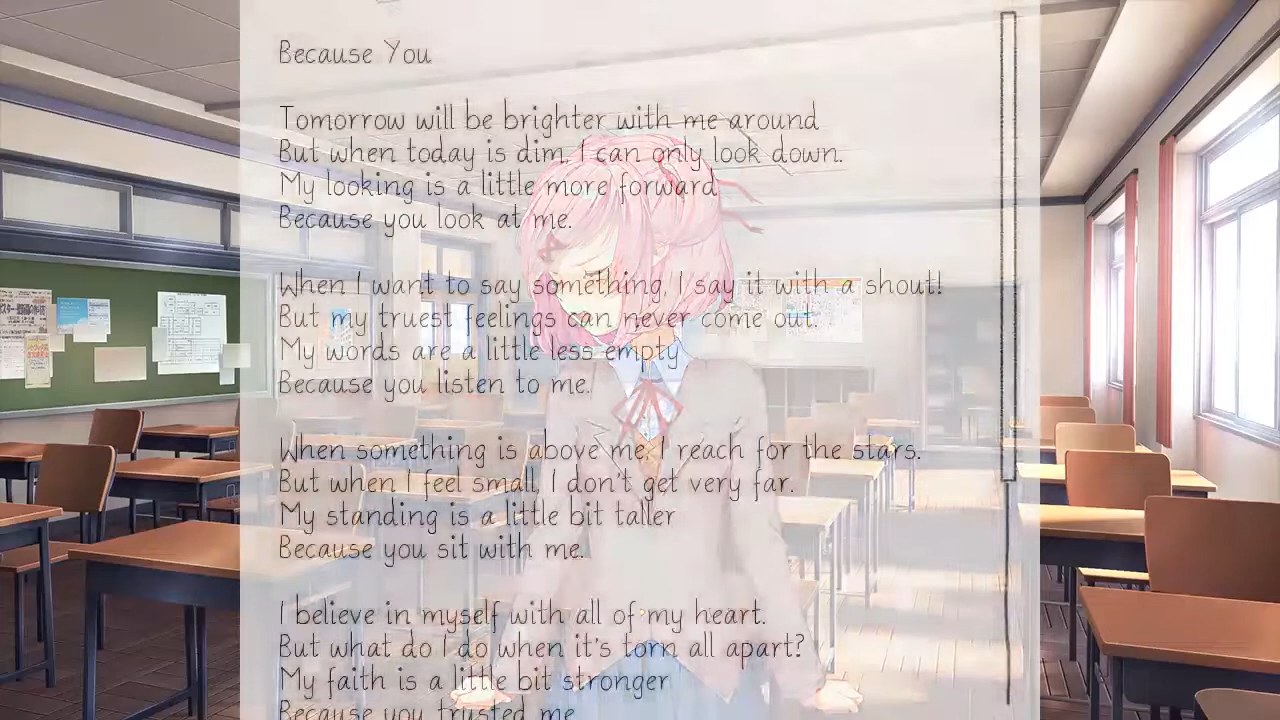 Because You
Tomorrow will be brighter with me around
But when today is dim, I can only look down.
My looking is a little more forward
Because you look at me.
When I want to say something, I say it with a shout!
But my truest feelings can never come out.
My words are a little less empty
Because you listen to me.
When something is above me, I reach for the stars.
But when I feel small, I don't get very far.
My standing is a little bit taller
Because you sit with me.
I believe in myself with all of my heart.
But what do I do when it's torn all apart?
My faith is a little bit stronger
Because you trusted me